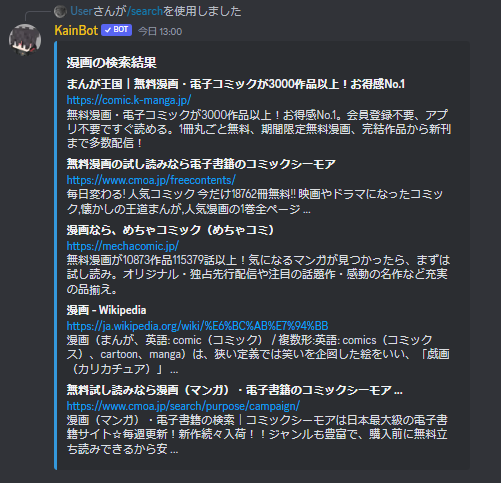 Userさんが/searchを使用しました
KainBot ✓BOT 今日 13:00
漫画の検索結果
まんが王国｜無料漫画・電子コミックが3000作品以上！お得感No.1
https://comic.k-manga.jp/
無料漫画・電子コミックが3000作品以上！お得感No.1。会員登録不要、アプ
リ不要ですぐ読める。1冊丸ごと無料、期間限定無料漫画、完結作品から新刊
まで多数配信！
無料漫画の試し読みなら電子書籍のコミックシーモア
https://www.cmoa.jp/freecontents/
毎日変わる! 人気コミック 今だけ18762冊無料!! 映画やドラマになったコミッ
ク,懐かしの王道まんが,人気漫画の1巻全ページ ...
漫画なら、めちゃコミック（めちゃコミ）
https://mechacomic.jp/
無料漫画が10873作品115379話以上！気になるマンガが見つかったら、まずは
試し読み。オリジナル・独占先行配信や注目の話題作・感動の名作など充実
の品揃え。
漫画 - Wikipedia
https://ja.wikipedia.org/wiki/%E6%BC%AB%E7%94%BB
漫画（まんが、英語: comic（コミック） / 複数形:英語: comics（コミック
ス）、cartoon、manga）は、狭い定義では笑いを企図した絵をいい、「戯画
（カリカチュア）」 ...
無料試し読みなら漫画（マンガ）・電子書籍のコミックシーモア ...
https://www.cmoa.jp/search/purpose/campaign/
漫画（マンガ）・電子書籍の検索｜コミックシーモアは日本最大級の電子書
籍サイト☆毎週更新！新作続々入荷！！ジャンルも豊富で、購入前に無料立
ち読みできるから安 ...